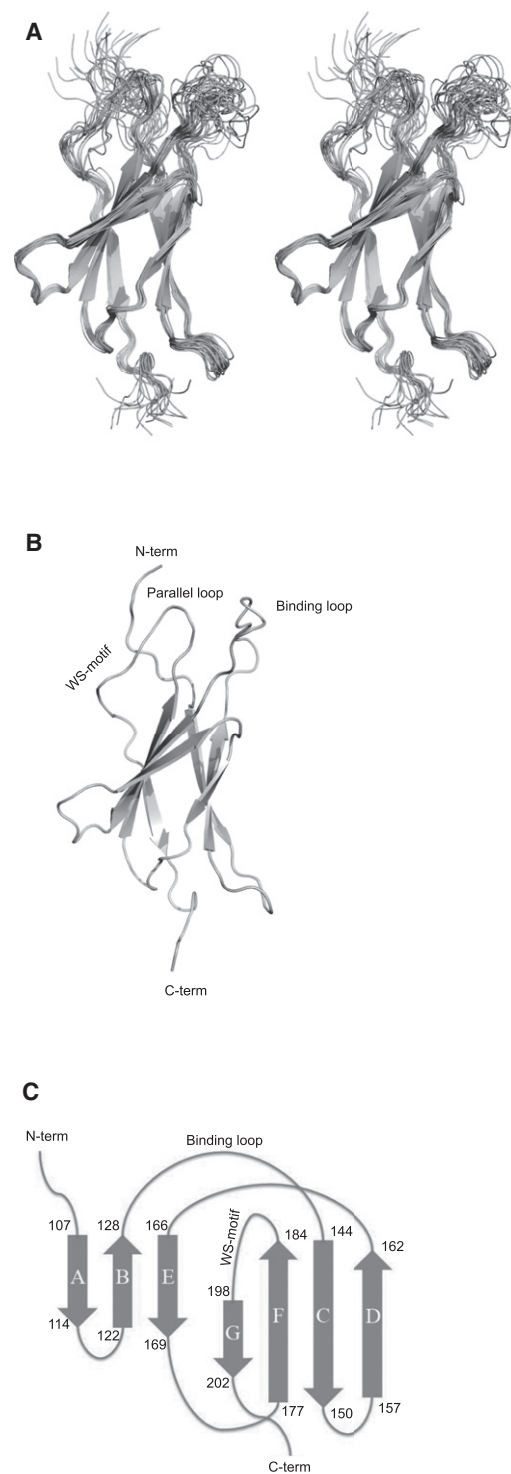 A
B
N-term
Parallel loop
Binding loop
WS-motif
C-term
C
N-term
Binding loop
WS-motif
107 128 166 184 144 162
A B E G F C D
198
114 122 169 202 177 150 157
C-term